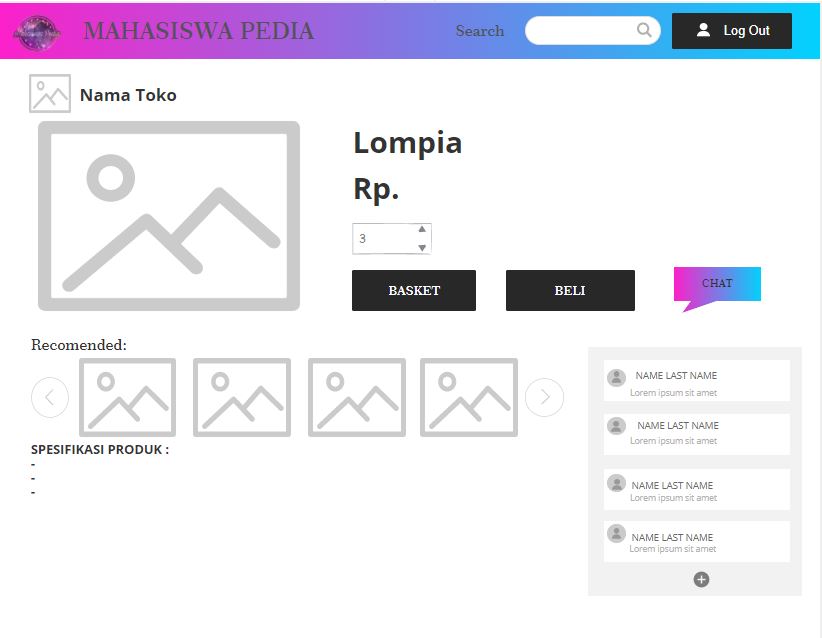 MAHASISWA PEDIA
Search
Log Out
Nama Toko
Lompia
Rp.
3
BASKET
BELI
CHAT
Recomended:
NAME LAST NAME
Lorem ipsum sit amet
NAME LAST NAME
Lorem ipsum sit amet
NAME LAST NAME
Lorem ipsum sit amet
NAME LAST NAME
Lorem ipsum sit amet
SPESIFIKASI PRODUK :
-
-
-